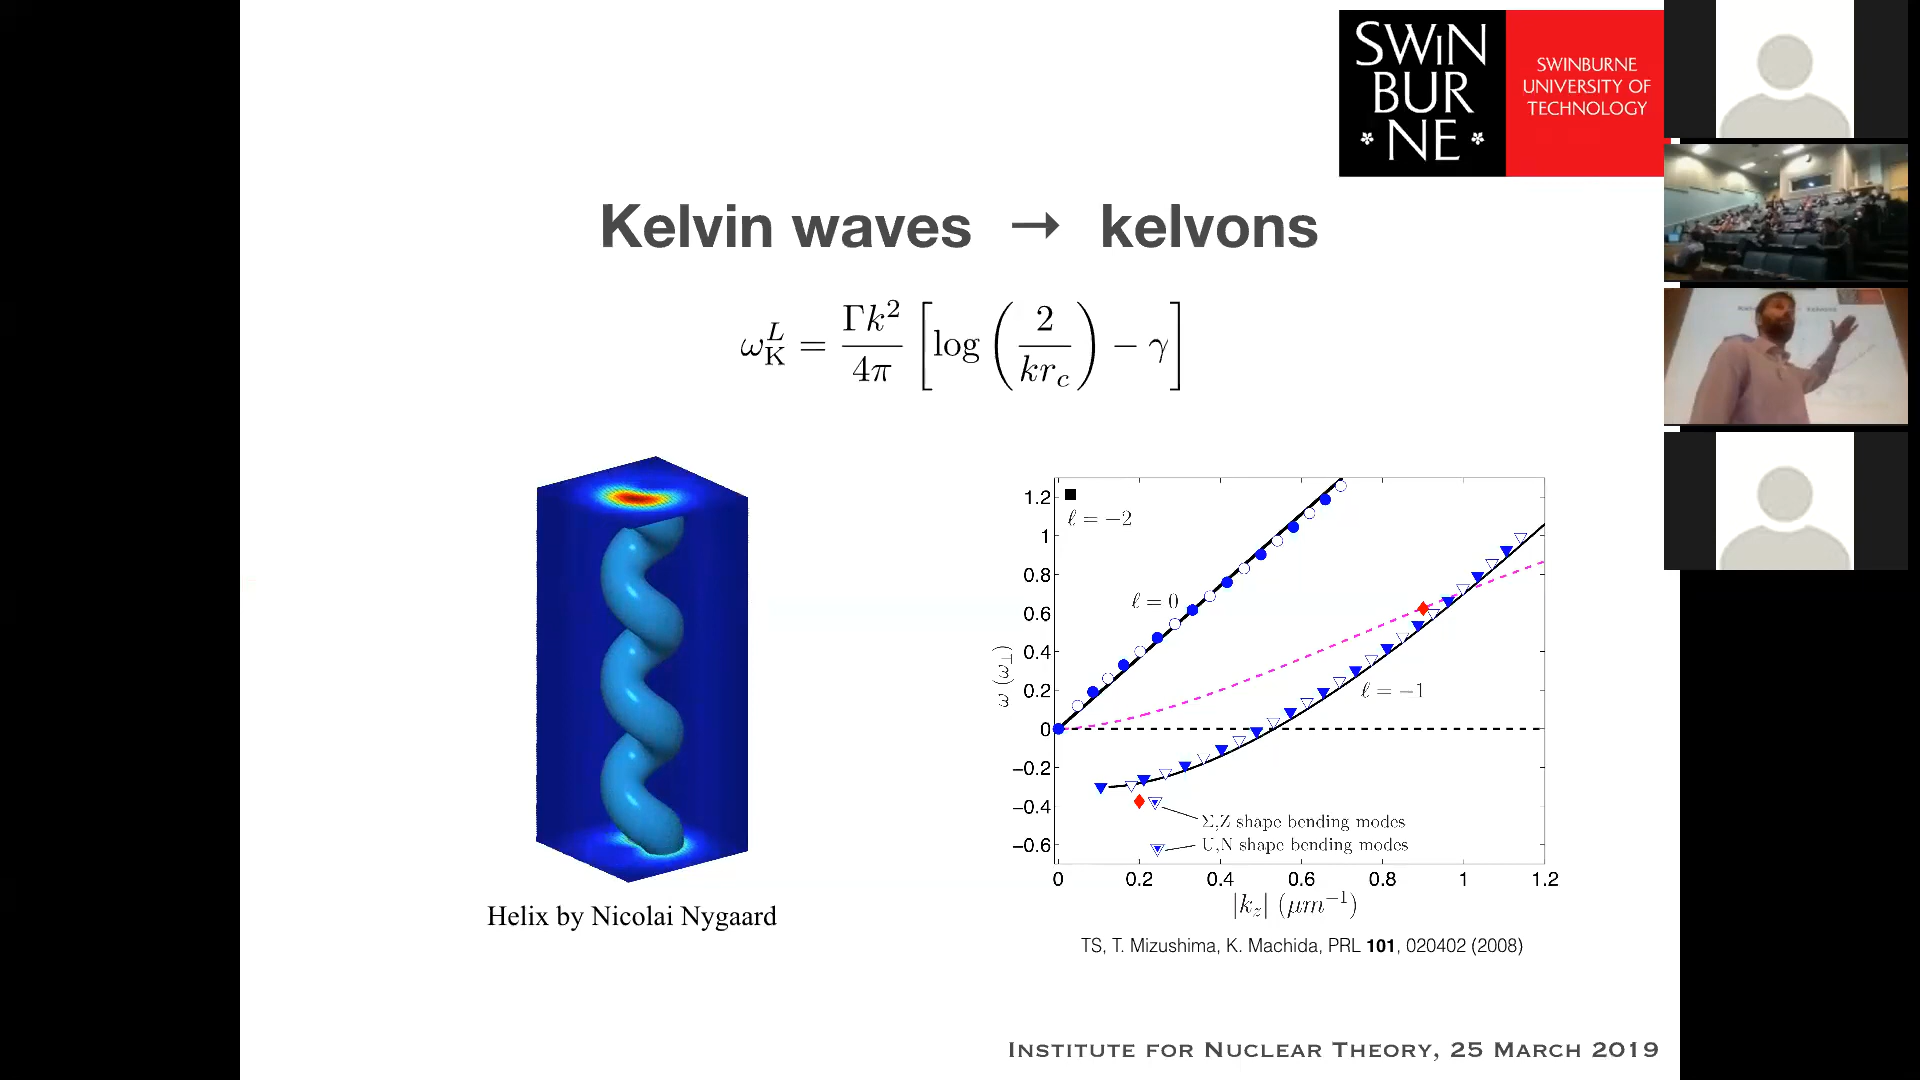 SWIN
BUR
NE
SWINBURNE
UNIVERSITY OF
TECHNOLOGY
Kelvin waves → kelvons
ω_K^L = Γk²/4π [log (2/kr_c) − γ]
1.2
1
0.8
0.6
0.4
0.2
0
−0.2
−0.4
−0.6
ω (ω⊥)
ℓ = −2
ℓ = 0
ℓ = −1
Σ,Z shape bending modes
U,N shape bending modes
0 0.2 0.4 0.6 0.8 1 1.2
|k_z| (μm⁻¹)
Helix by Nicolai Nygaard
TS, T. Mizushima, K. Machida, PRL 101, 020402 (2008)
Institute for Nuclear Theory, 25 March 2019